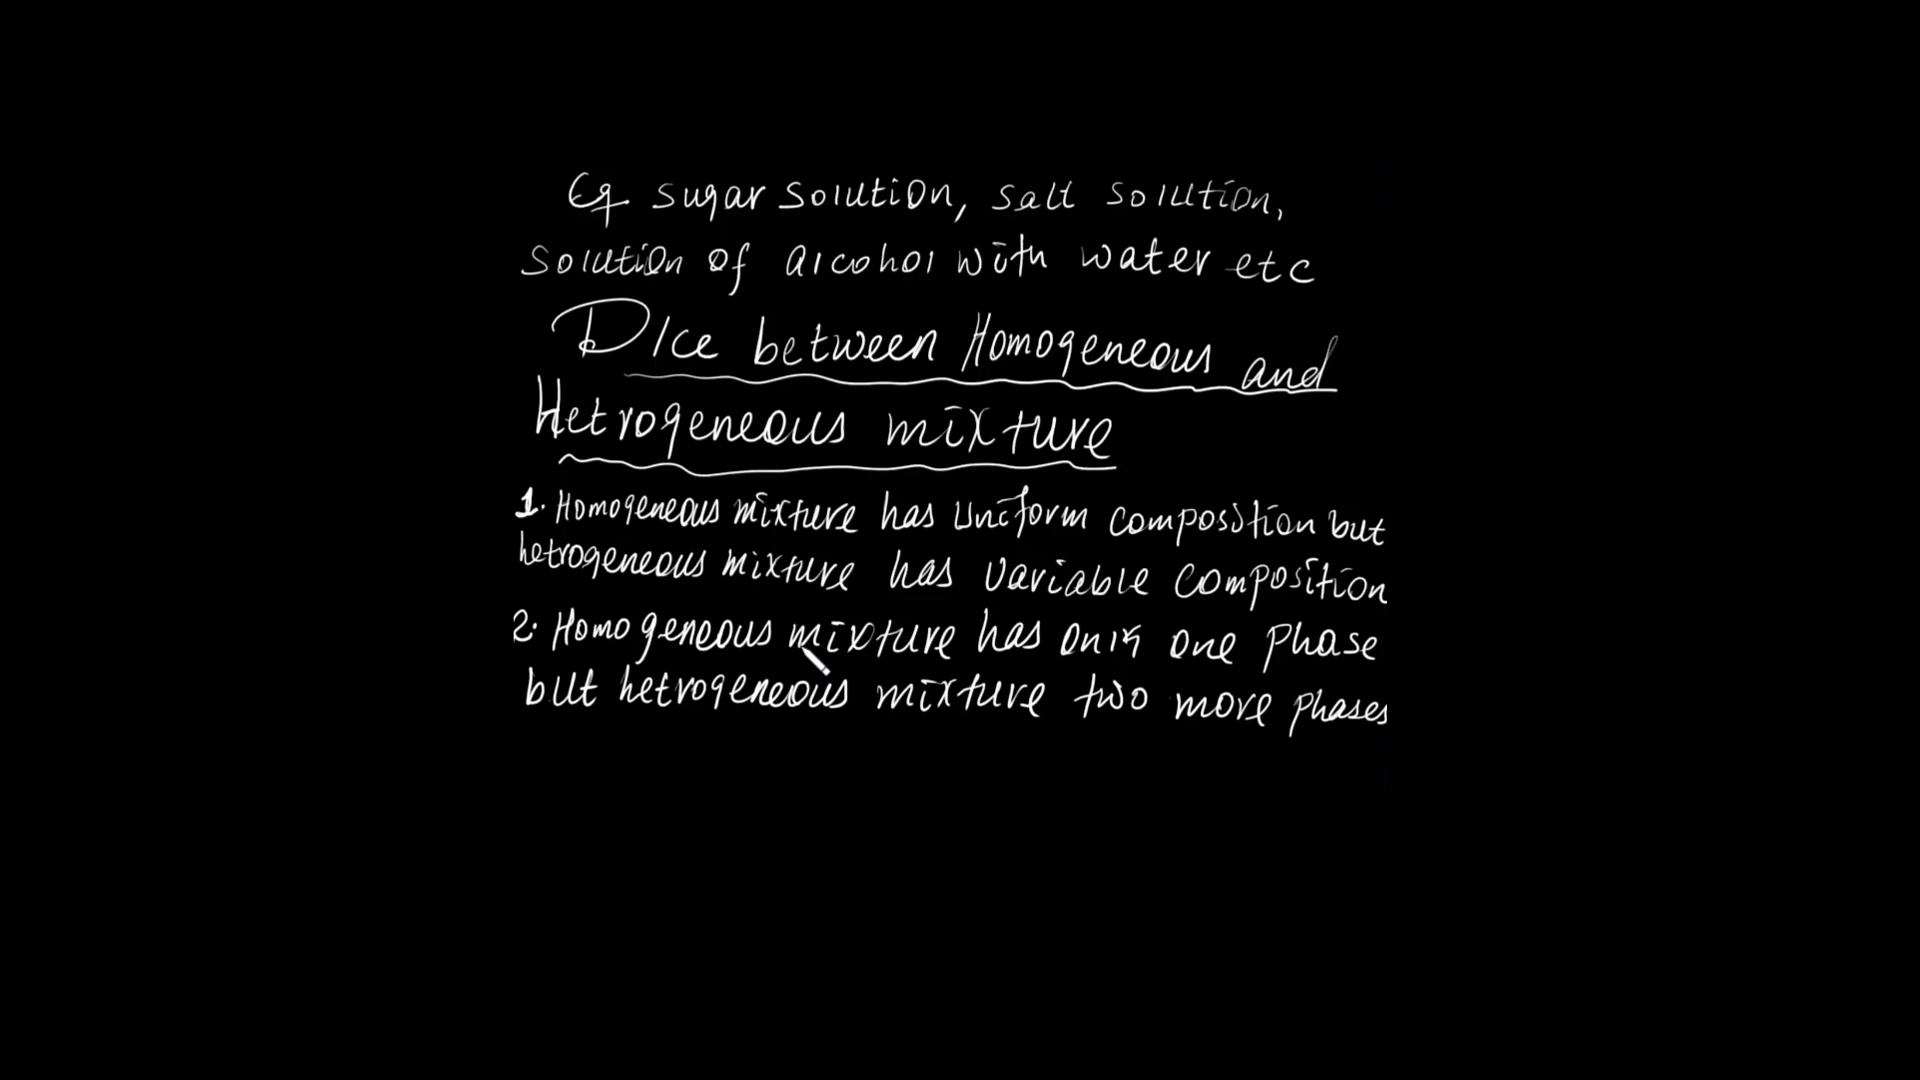 Eg sugar solution, salt solution,
solution of alcohol with water etc
D/ce between Homogeneous and
Hetrogeneous mixture
1. Homogeneous mixture has uniform composition but
hetrogeneous mixture has variable composition
2. Homogeneous mixture has only one phase
but hetrogeneous mixture two more phases